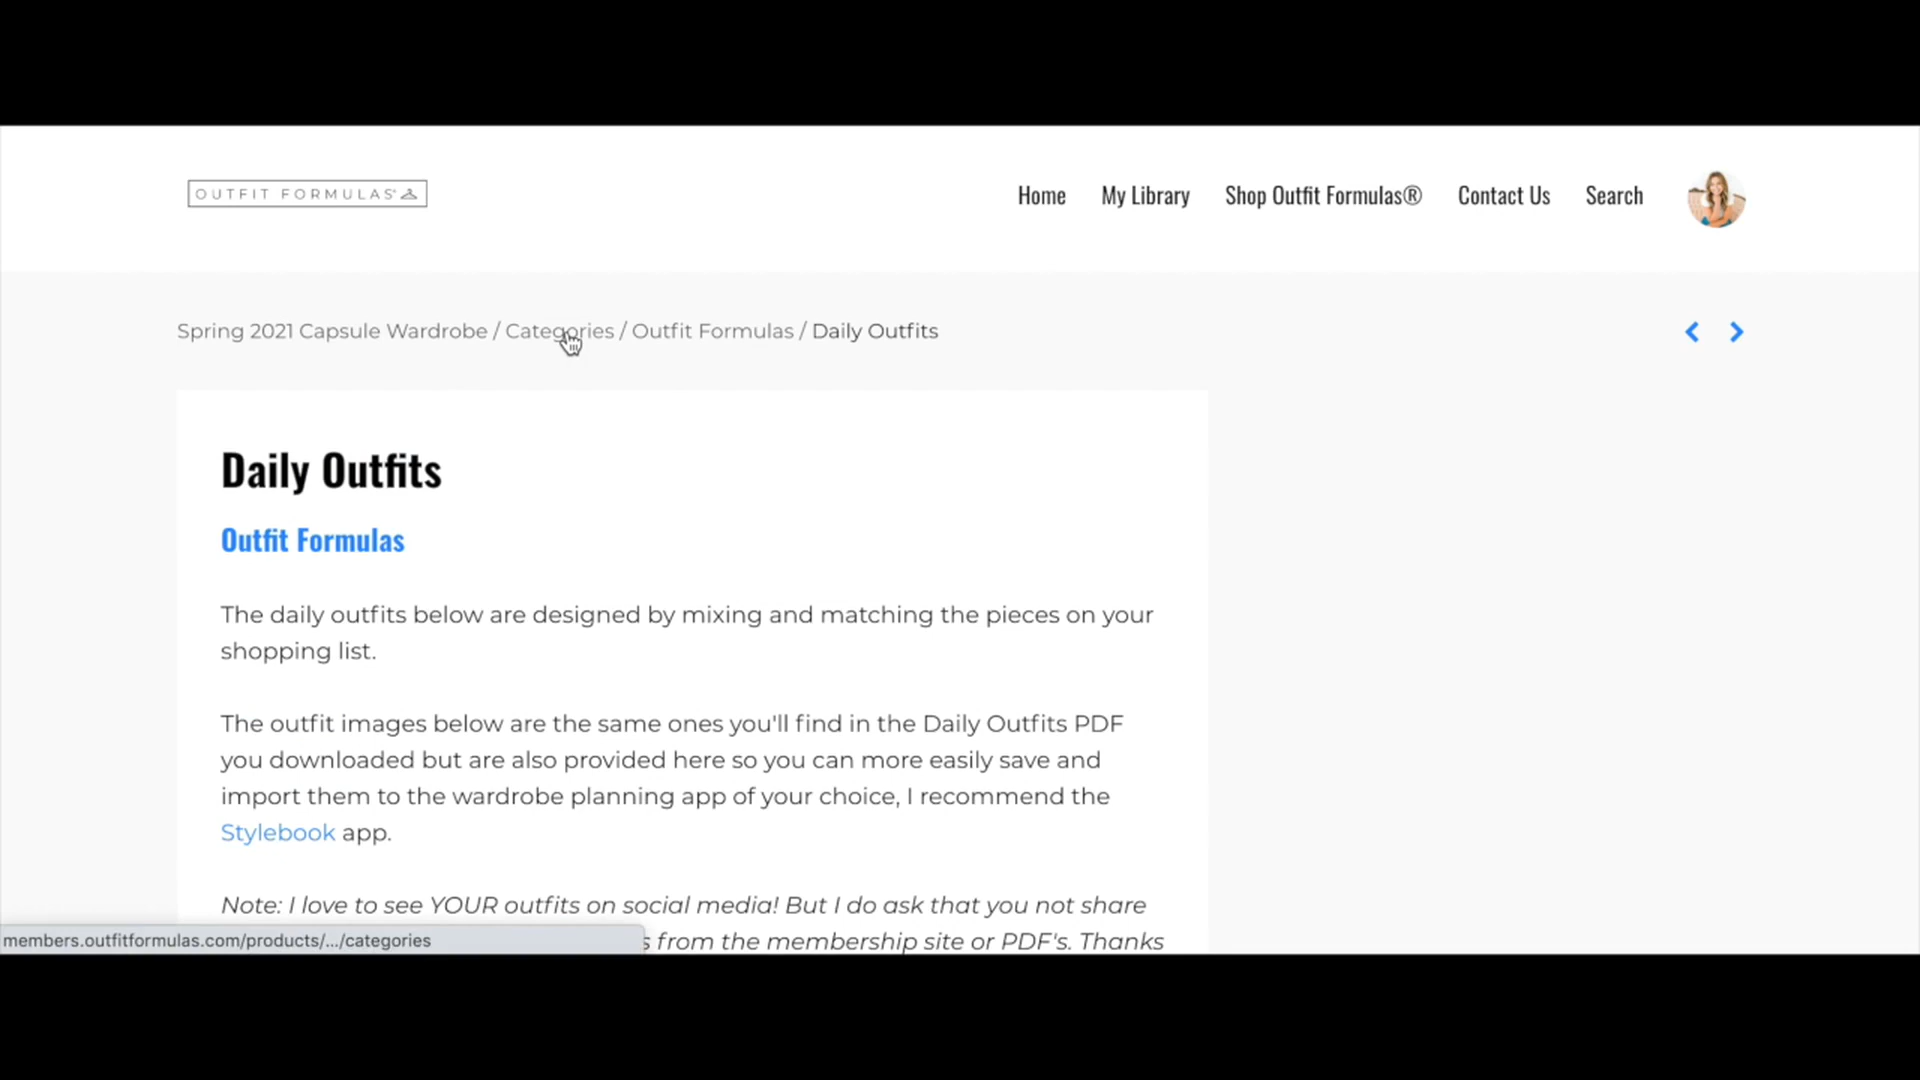 OUTFIT FORMULAS®
Home My Library Shop Outfit Formulas® Contact Us Search
Spring 2021 Capsule Wardrobe / Categories / Outfit Formulas / Daily Outfits
Daily Outfits
Outfit Formulas
The daily outfits below are designed by mixing and matching the pieces on your
shopping list.
The outfit images below are the same ones you'll find in the Daily Outfits PDF
you downloaded but are also provided here so you can more easily save and
import them to the wardrobe planning app of your choice, I recommend the
Stylebook app.
Note: I love to see YOUR outfits on social media! But I do ask that you not share
from the membership site or PDF's. Thanks
members.outfitformulas.com/products/.../categories